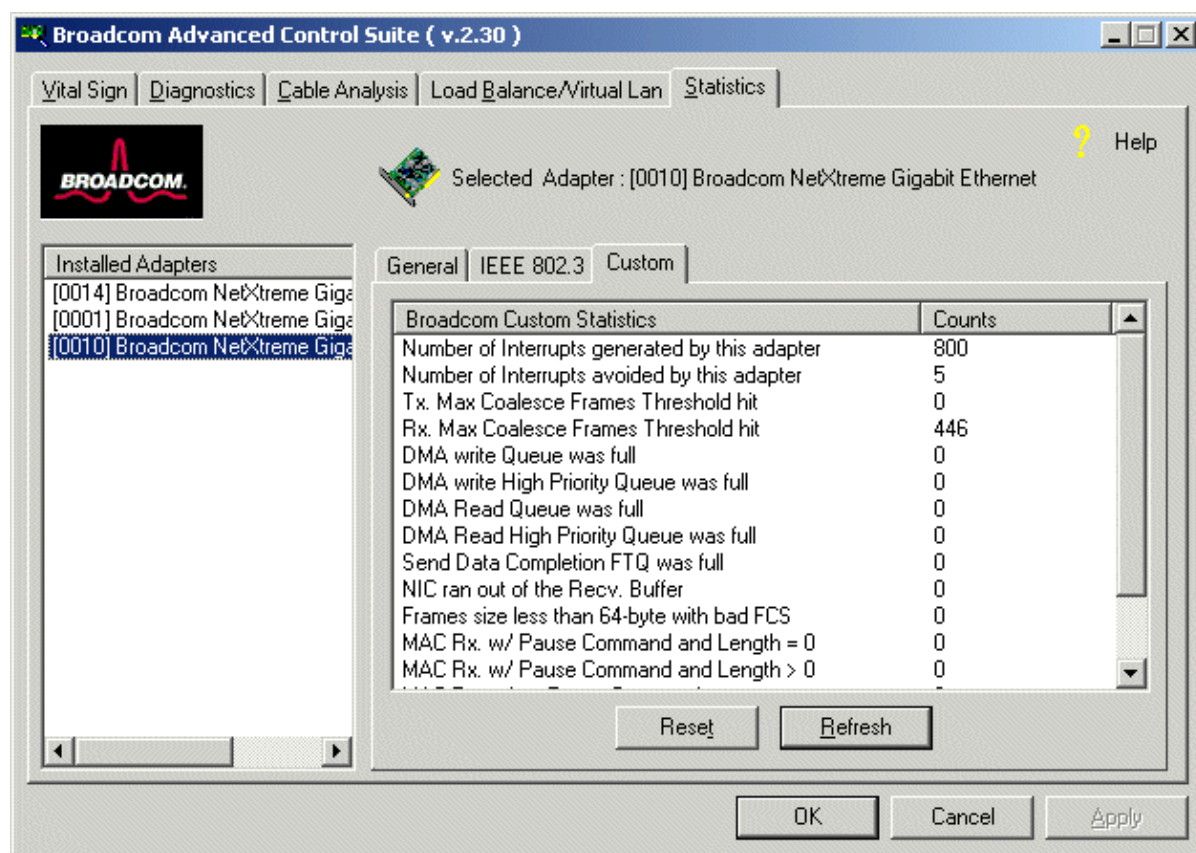 Broadcom Advanced Control Suite ( v.2.30 )
Vital Sign Diagnostics Cable Analysis Load Balance/Virtual Lan Statistics
BROADCOM.
Help
Selected Adapter : [0010] Broadcom NetXtreme Gigabit Ethernet
Installed Adapters
[0014] Broadcom NetXtreme Giga
[0001] Broadcom NetXtreme Giga
[0010] Broadcom NetXtreme Giga
General IEEE 802.3 Custom
Broadcom Custom Statistics Counts
Number of Interrupts generated by this adapter 800
Number of Interrupts avoided by this adapter 5
Tx. Max Coalesce Frames Threshold hit 0
Rx. Max Coalesce Frames Threshold hit 446
DMA write Queue was full 0
DMA write High Priority Queue was full 0
DMA Read Queue was full 0
DMA Read High Priority Queue was full 0
Send Data Completion FTQ was full 0
NIC ran out of the Recv. Buffer 0
Frames size less than 64-byte with bad FCS 0
MAC Rx. w/ Pause Command and Length = 0 0
MAC Rx. w/ Pause Command and Length > 0 0
Reset Refresh
OK Cancel Apply